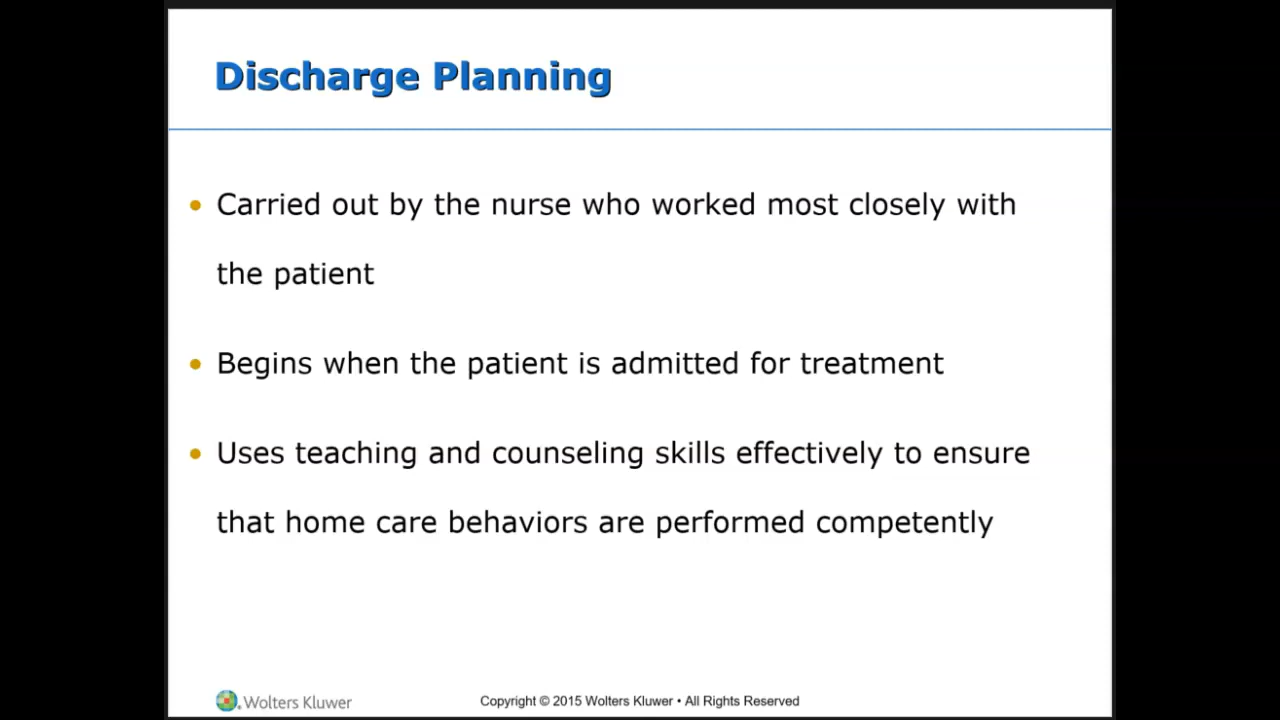 Discharge Planning
Carried out by the nurse who worked most closely with
the patient
Begins when the patient is admitted for treatment
Uses teaching and counseling skills effectively to ensure
that home care behaviors are performed competently
Wolters Kluwer
Copyright © 2015 Wolters Kluwer • All Rights Reserved